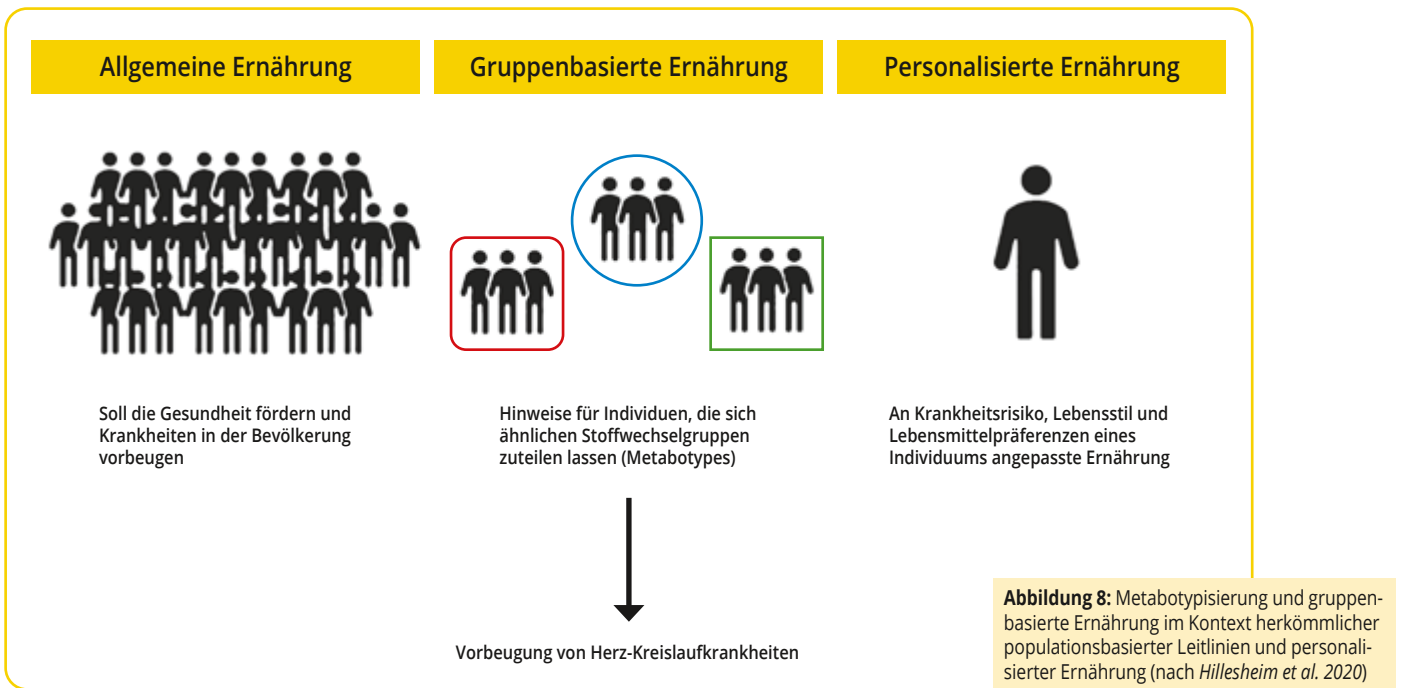 Allgemeine Ernährung
Gruppenbasierte Ernährung
Personalisierte Ernährung
Soll die Gesundheit fördern und
Krankheiten in der Bevölkerung
vorbeugen
Hinweise für Individuen, die sich
ähnlichen Stoffwechselgruppen
zuteilen lassen (Metabotypes)
An Krankheitsrisiko, Lebensstil und
Lebensmittelpräferenzen eines
Individuums angepasste Ernährung
Vorbeugung von Herz-Kreislaufkrankheiten
Abbildung 8: Metabotypisierung und gruppen-
basierte Ernährung im Kontext herkömmlicher
populationsbasierter Leitlinien und personali-
sierter Ernährung (nach Hillesheim et al. 2020)